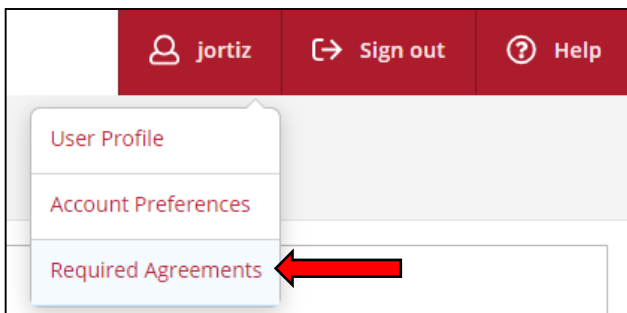 jortiz Sign out Help
User Profile
Account Preferences
Required Agreements